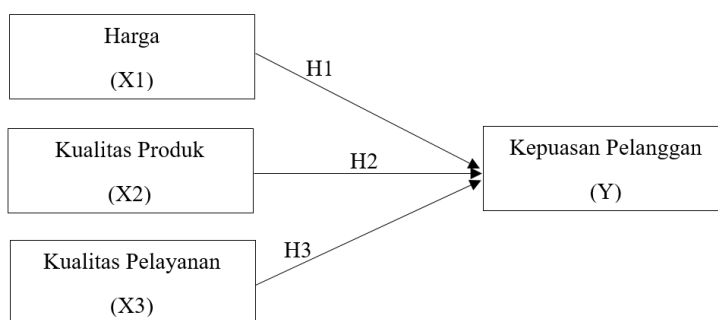 Harga
(X1)
H1
Kualitas Produk
(X2)
H2
Kepuasan Pelanggan
(Y)
Kualitas Pelayanan
(X3)
H3